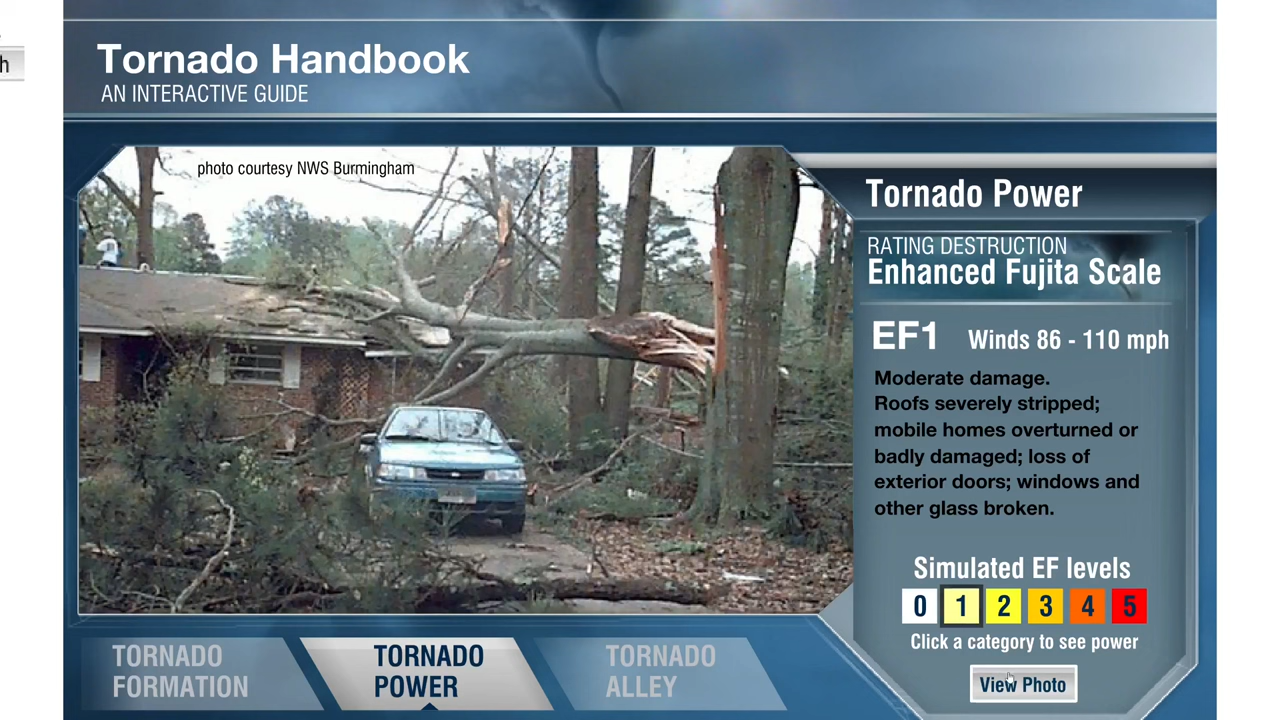 h
Tornado Handbook
AN INTERACTIVE GUIDE
photo courtesy NWS Burmingham
Tornado Power
RATING DESTRUCTION
Enhanced Fujita Scale
EF1 Winds 86 - 110 mph
Moderate damage.
Roofs severely stripped;
mobile homes overturned or
badly damaged; loss of
exterior doors; windows and
other glass broken.
Simulated EF levels
0 1 2 3 4 5
Click a category to see power
View Photo
TORNADO
FORMATION
TORNADO
POWER
TORNADO
ALLEY